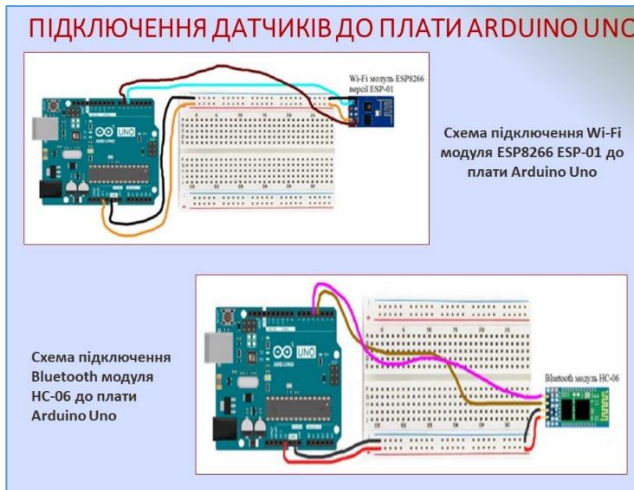 ПІДКЛЮЧЕННЯ ДАТЧИКІВ ДО ПЛАТИ ARDUINO UNO
Wi-Fi модуль ESP8266
версії ESP-01
UNO
Схема підключення Wi-Fi
модуля ESP8266 ESP-01 до
плати Arduino Uno
Схема підключення
Bluetooth модуля
HC-06 до плати
Arduino Uno
UNO
Bluetooth модуль HC-06